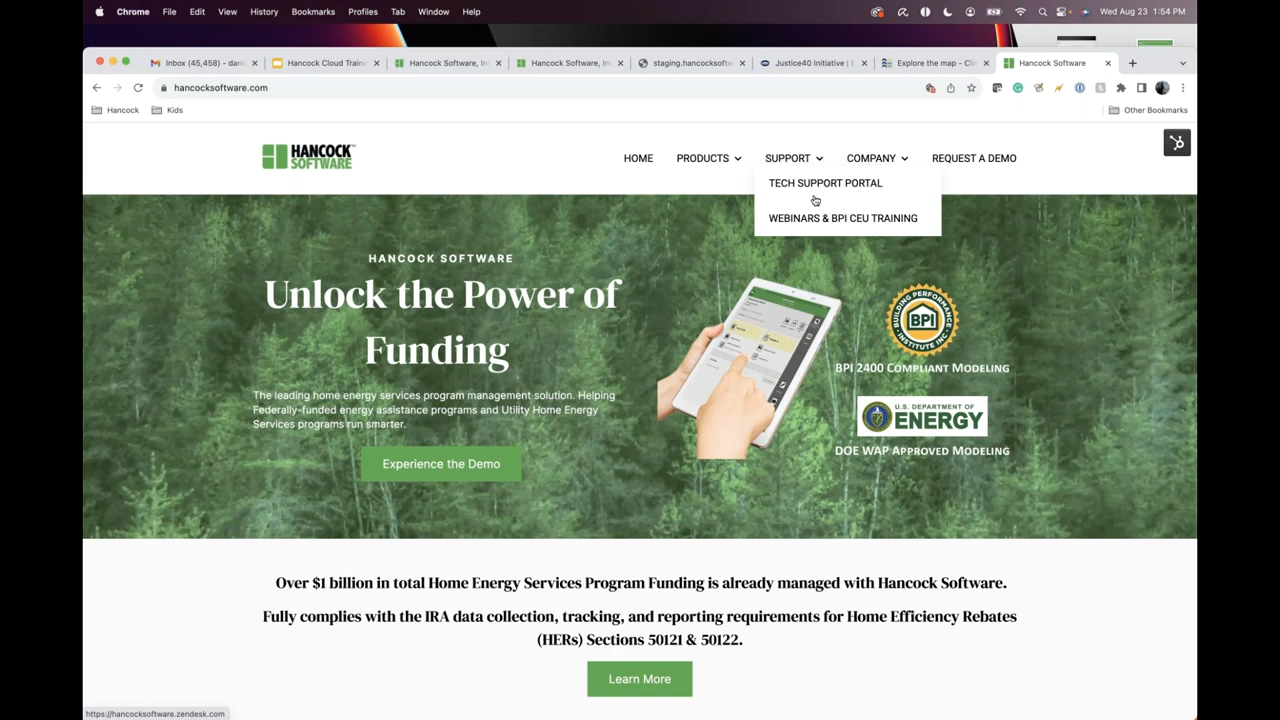 Chrome File Edit View History Bookmarks Profiles Tab Window Help Wed Aug 23 1:54 PM
Inbox (45,458) - dani Hancock Cloud Traini Hancock Software, In Hancock Software, In staging.hancocksoftw Justice40 Initiative | Explore the map - Cli Hancock Software
hancocksoftware.com
Hancock Kids Other Bookmarks
HANCOCK
SOFTWARE
HOME PRODUCTS SUPPORT COMPANY REQUEST A DEMO
TECH SUPPORT PORTAL
WEBINARS & BPI CEU TRAINING
HANCOCK SOFTWARE
Unlock the Power of
Funding
The leading home energy services program management solution. Helping
Federally-funded energy assistance programs and Utility Home Energy
Services programs run smarter.
Experience the Demo
BUILDING PERFORMANCE
BPI
INSTITUTE INC.
BPI 2400 COMPLIANT MODELING
U.S. DEPARTMENT OF
ENERGY
DOE WAP APPROVED MODELING
Over $1 billion in total Home Energy Services Program Funding is already managed with Hancock Software.
Fully complies with the IRA data collection, tracking, and reporting requirements for Home Efficiency Rebates
(HERs) Sections 50121 & 50122.
Learn More
https://hancocksoftware.zendesk.com